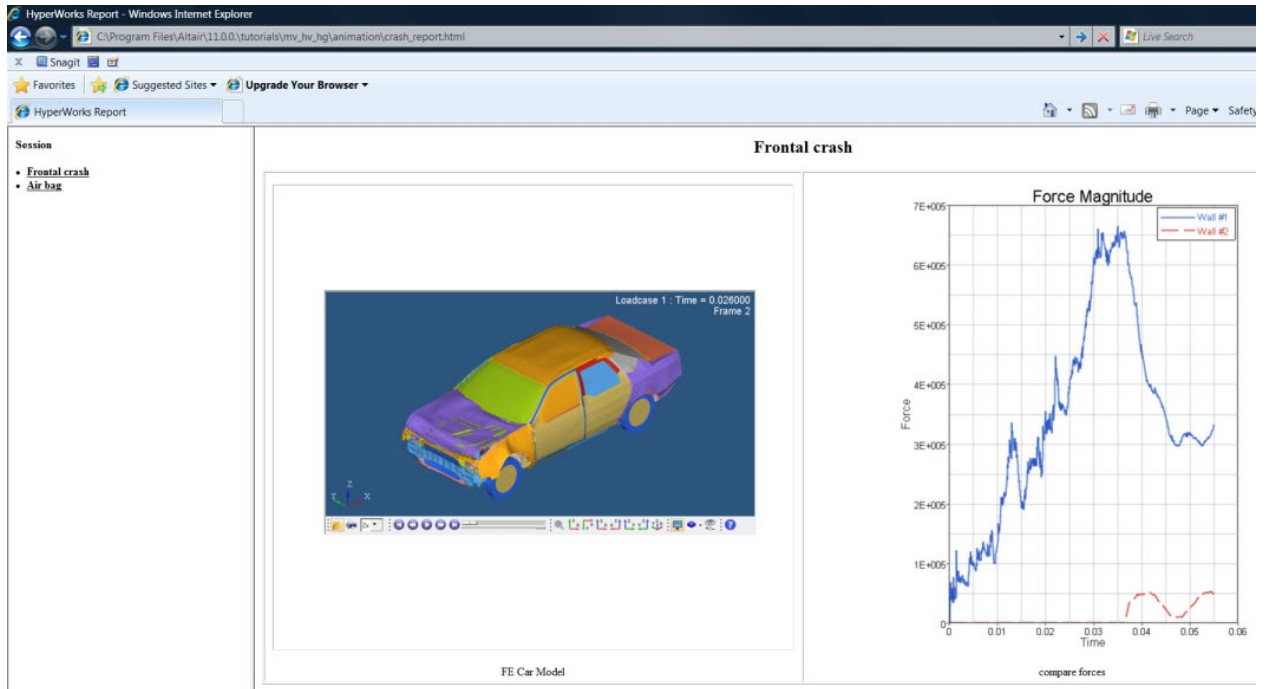 HyperWorks Report - Windows Internet Explorer
C:\Program Files\Altair\11.0.0.\tutorials\mv_hv_hg\animation\crash_report.html
Live Search
X Snagit
Favorites Suggested Sites Upgrade Your Browser
HyperWorks Report
Page Safety
Session
Frontal crash
Air bag
Frontal crash
Loadcase 1 : Time = 0.026000
Frame 2
Z
Y
X
FE Car Model
Force Magnitude
Wall #1
Wall #2
7E+005
6E+005
5E+005
4E+005
3E+005
2E+005
1E+005
0
Force
0 0.01 0.02 0.03 0.04 0.05 0.06
Time
compare forces